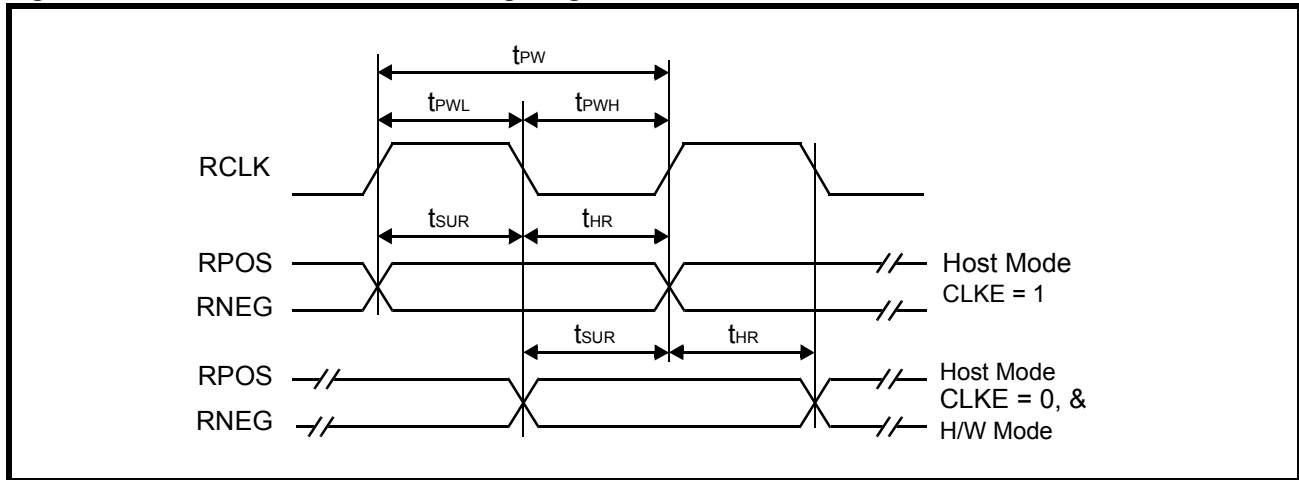 tPW
tPWL tPWH
RCLK
tSUR tHR
RPOS
RNEG
Host Mode
CLKE = 1
tSUR tHR
RPOS
RNEG
Host Mode
CLKE = 0, &
H/W Mode